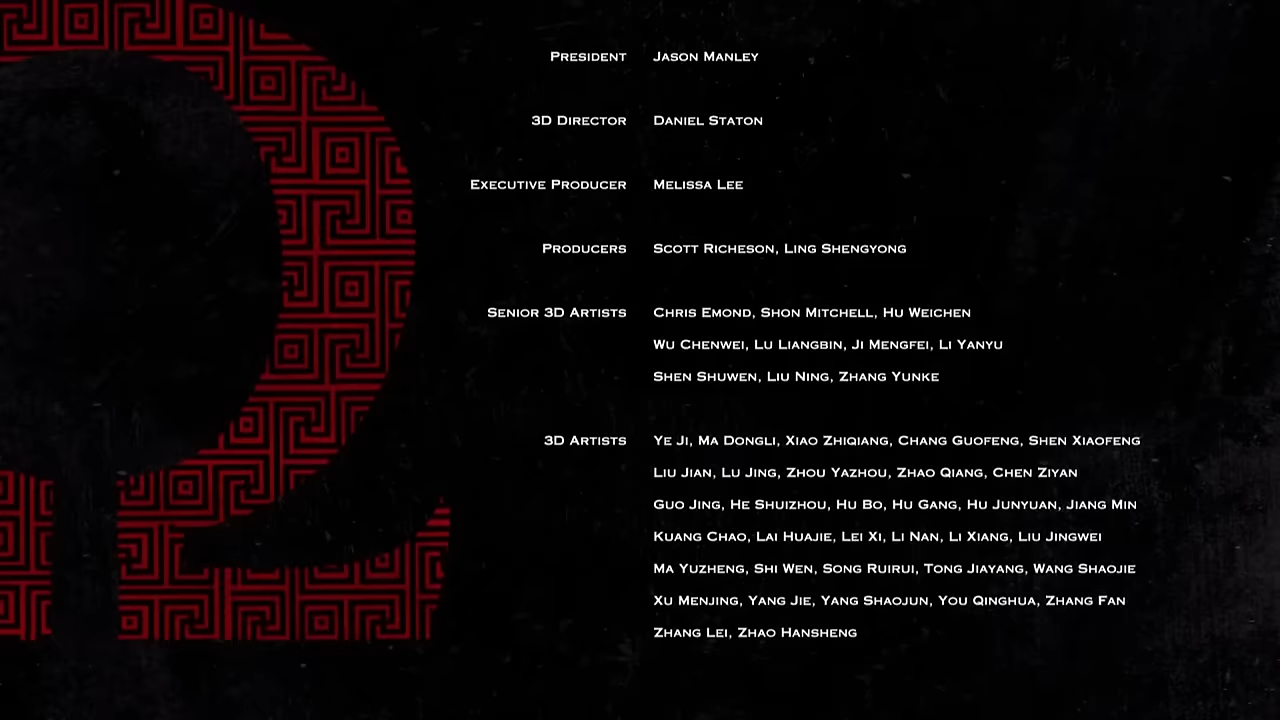 President Jason Manley
3D Director Daniel Staton
Executive Producer Melissa Lee
Producers Scott Richeson, Ling Shengyong
Senior 3D Artists Chris Emond, Shon Mitchell, Hu Weichen
Wu Chenwei, Lu Liangbin, Ji Mengfei, Li Yanyu
Shen Shuwen, Liu Ning, Zhang Yunke
3D Artists Ye Ji, Ma Dongli, Xiao Zhiqiang, Chang Guofeng, Shen Xiaofeng
Liu Jian, Lu Jing, Zhou Yazhou, Zhao Qiang, Chen Ziyan
Guo Jing, He Shuizhou, Hu Bo, Hu Gang, Hu Junyuan, Jiang Min
Kuang Chao, Lai Huajie, Lei Xi, Li Nan, Li Xiang, Liu Jingwei
Ma Yuzheng, Shi Wen, Song Ruirui, Tong Jiayang, Wang Shaojie
Xu Menjing, Yang Jie, Yang Shaojun, You Qinghua, Zhang Fan
Zhang Lei, Zhao Hansheng